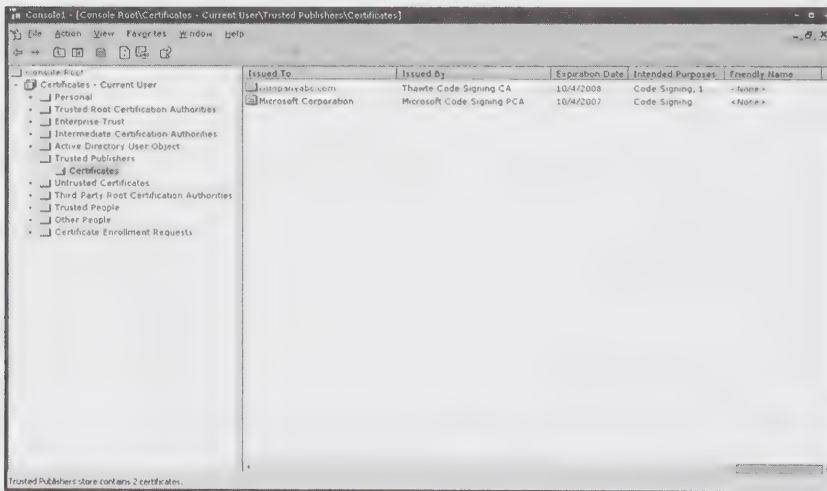 Console1 - [Console Root\Certificates - Current User\Trusted Publishers\Certificates]
File Action View Favorites Window Help
Console Root
Certificates - Current User
Personal
Trusted Root Certification Authorities
Enterprise Trust
Intermediate Certification Authorities
Active Directory User Object
Trusted Publishers
Certificates
Untrusted Certificates
Third Party Root Certification Authorities
Trusted People
Other People
Certificate Enrollment Requests
Issued To Issued By Expiration Date Intended Purposes Friendly Name
companyabc.com Thawte Code Signing CA 10/4/2008 Code Signing, 1 <None>
Microsoft Corporation Microsoft Code Signing PCA 10/4/2007 Code Signing <None>
Trusted Publishers store contains 2 certificates.